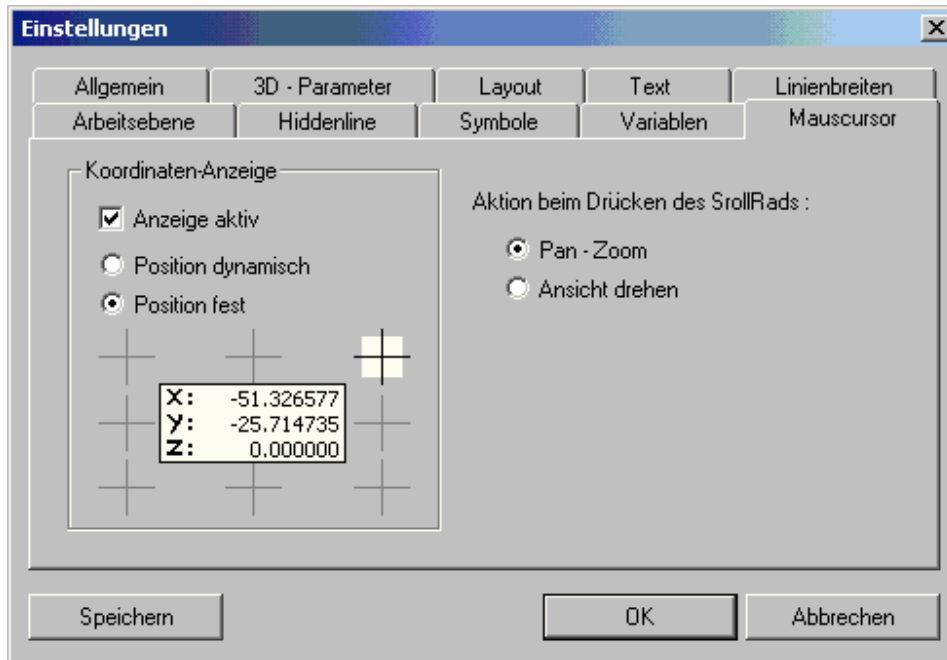 Einstellungen
Allgemein 3D - Parameter Layout Text Linienbreiten
Arbeitsebene Hiddenline Symbole Variablen Mauscursor
Koordinaten-Anzeige
Anzeige aktiv
Position dynamisch
Position fest
X: -51.326577
Y: -25.714735
Z: 0.000000
Aktion beim Drücken des SrollRads :
Pan - Zoom
Ansicht drehen
Speichern OK Abbrechen